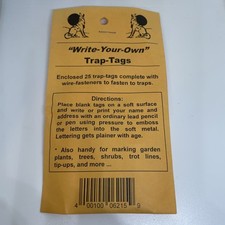 "Write-Your-Own"
Trap-Tags
Enclosed 25 trap-tags complete with
wire-fasteners to fasten to traps.
Directions:
Place blank tags on a soft surface
and write or print your name and
address with an ordinary lead pencil
or pen using pressure to emboss
the letters into the soft metal.
Lettering gets plainer with age.
* Also handy for marking garden
plants, trees, shrubs, trot lines,
tip-ups, and more ...
4 00100 06215 9